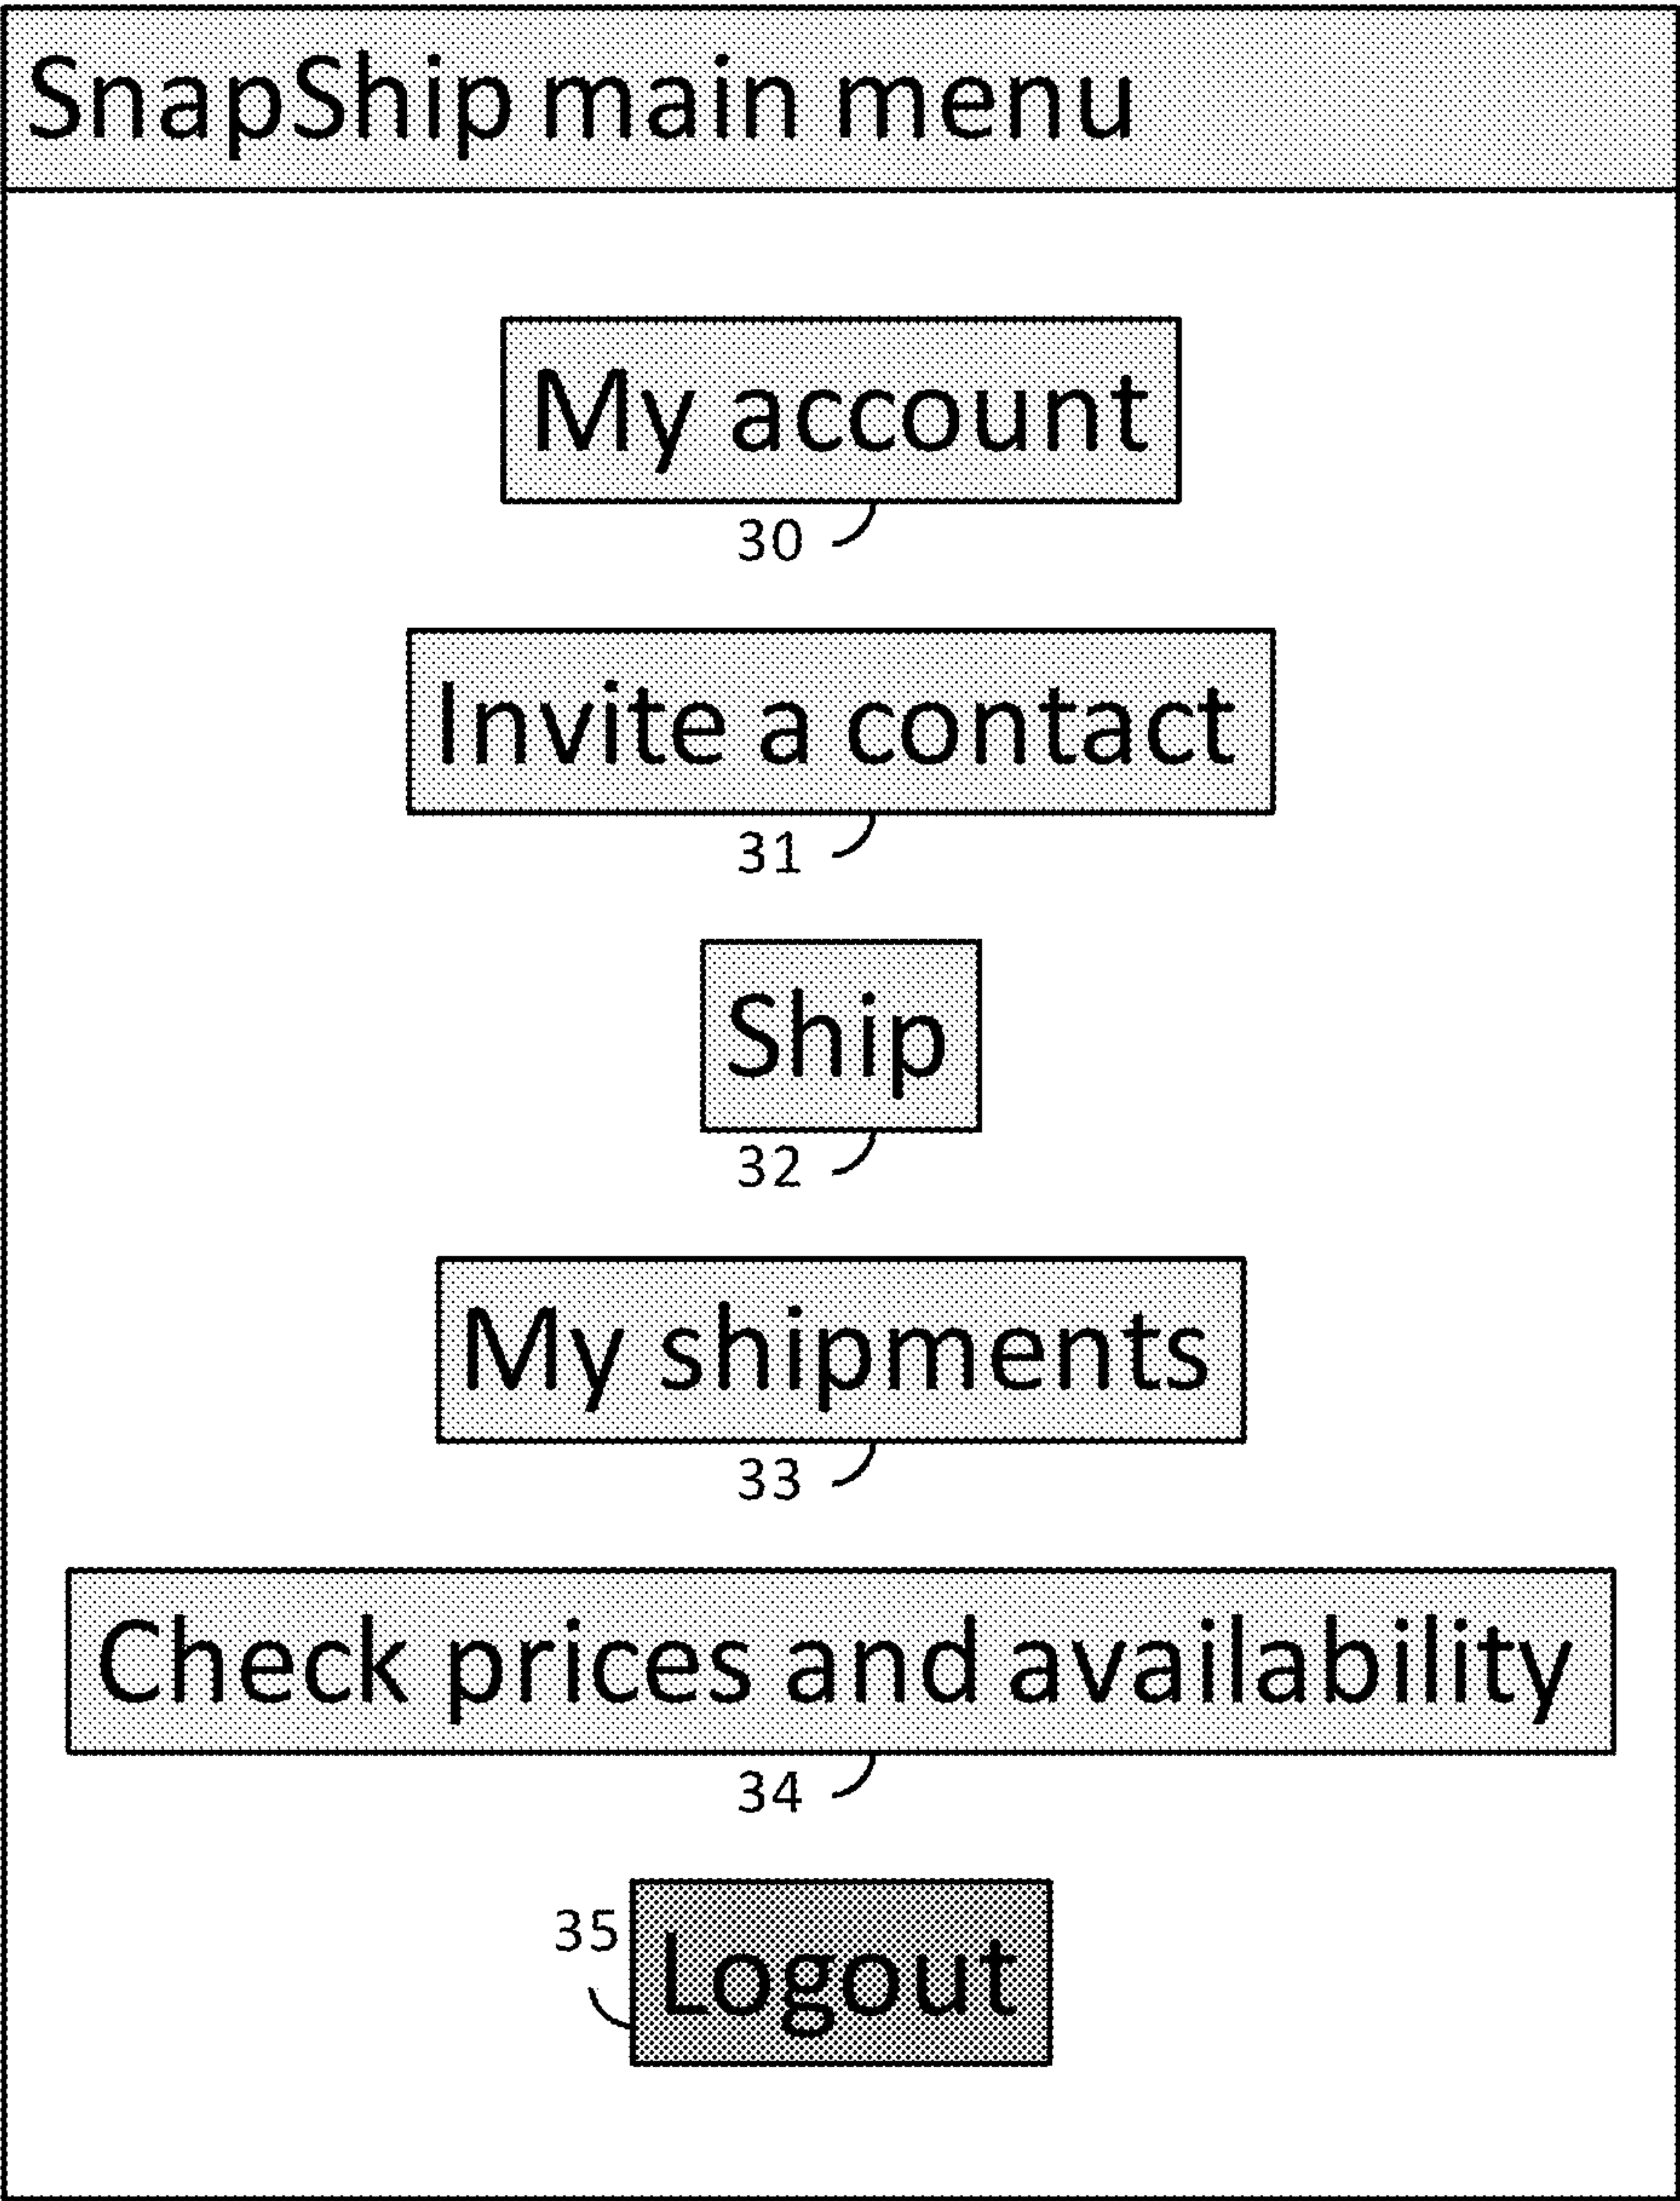 SnapShip main menu
My account
30
Invite a contact
31
Ship
32
My shipments
33
Check prices and availability
34
35
Logout